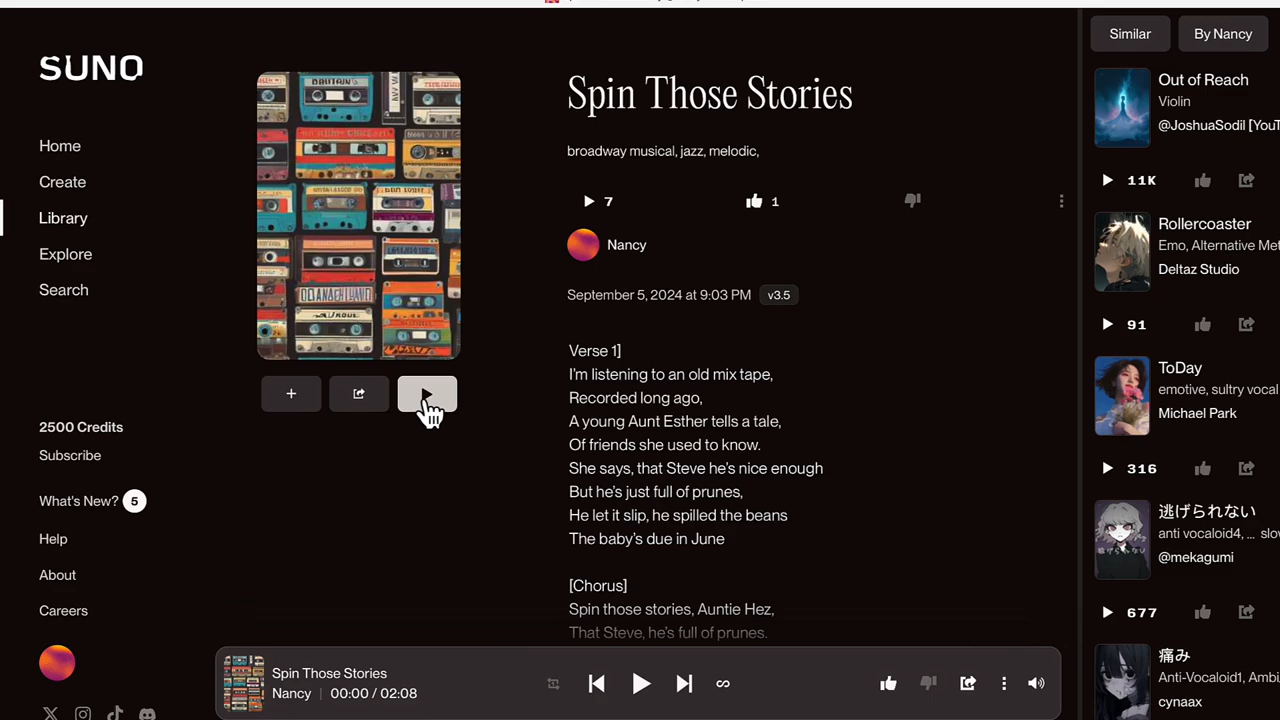 SUNO
Home
Create
Library
Explore
Search
2500 Credits
Subscribe
What's New? 5
Help
About
Careers
Spin Those Stories
broadway musical, jazz, melodic,
7
1
Nancy
September 5, 2024 at 9:03 PM v3.5
Verse 1]
I'm listening to an old mix tape,
Recorded long ago,
A young Aunt Esther tells a tale,
Of friends she used to know.
She says, that Steve he's nice enough
But he's just full of prunes,
He let it slip, he spilled the beans
The baby's due in June
[Chorus]
Spin those stories, Auntie Hez,
That Steve, he's full of prunes.
Spin Those Stories
Nancy | 00:00 / 02:08
Similar
By Nancy
Out of Reach
Violin
@JoshuaSodil [YouT
11K
Rollercoaster
Emo, Alternative Met
Deltaz Studio
91
ToDay
emotive, sultry vocal
Michael Park
316
逃げられない
anti vocaloid4, ... slov
@mekagumi
677
痛み
Anti-Vocaloid1, Ambi
cynaax